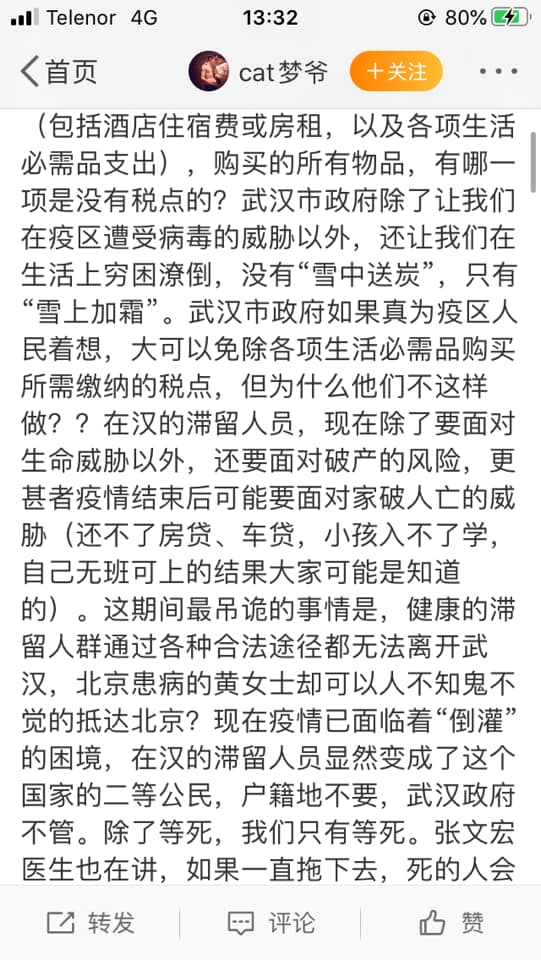 Telenor 4G 13:32 80%
首页 cat梦爷 +关注
（包括酒店住宿费或房租，以及各项生活
必需品支出），购买的所有物品，有哪一
项是没有税点的？武汉市政府除了让我们
在疫区遭受病毒的威胁以外，还让我们在
生活上穷困潦倒，没有“雪中送炭”，只有
“雪上加霜”。武汉市政府如果真为疫区人
民着想，大可以免除各项生活必需品购买
所需缴纳的税点，但为什么他们不这样
做？？在汉的滞留人员，现在除了要面对
生命威胁以外，还要面对破产的风险，更
甚者疫情结束后可能要面对家破人亡的威
胁（还不了房贷、车贷，小孩入不了学，
自己无班可上的结果大家可能是知道
的）。这期间最吊诡的事情是，健康的滞
留人群通过各种合法途径都无法离开武
汉，北京患病的黄女士却可以人不知鬼不
觉的抵达北京？现在疫情已面临着“倒灌”
的困境，在汉的滞留人员显然变成了这个
国家的二等公民，户籍地不要，武汉政府
不管。除了等死，我们只有等死。张文宏
医生也在讲，如果一直拖下去，死的人会
转发 评论 赞